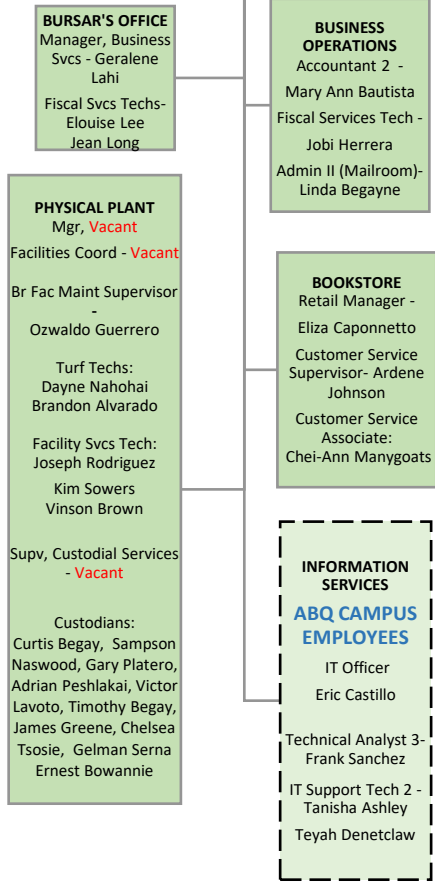 BURSAR'S OFFICE
Manager, Business
Svcs - Geralene
Lahi
Fiscal Svcs Techs-
Elouise Lee
Jean Long
BUSINESS
OPERATIONS
Accountant 2 -
Mary Ann Bautista
Fiscal Services Tech -
Jobi Herrera
Admin II (Mailroom)-
Linda Begayne
PHYSICAL PLANT
Mgr, Vacant
Facilities Coord - Vacant
Br Fac Maint Supervisor
-
Ozwaldo Guerrero
Turf Techs:
Dayne Nahohai
Brandon Alvarado
Facility Svcs Tech:
Joseph Rodriguez
Kim Sowers
Vinson Brown
Supv, Custodial Services
- Vacant
Custodians:
Curtis Begay, Sampson
Naswood, Gary Platero,
Adrian Peshlakai, Victor
Lavoto, Timothy Begay,
James Greene, Chelsea
Tsosie, Gelman Serna
Ernest Bowannie
BOOKSTORE
Retail Manager -
Eliza Caponnetto
Customer Service
Supervisor- Ardene
Johnson
Customer Service
Associate:
Chei-Ann Manygoats
INFORMATION
SERVICES
ABQ CAMPUS
EMPLOYEES
IT Officer
Eric Castillo
Technical Analyst 3-
Frank Sanchez
IT Support Tech 2 -
Tanisha Ashley
Teyah Denetclaw